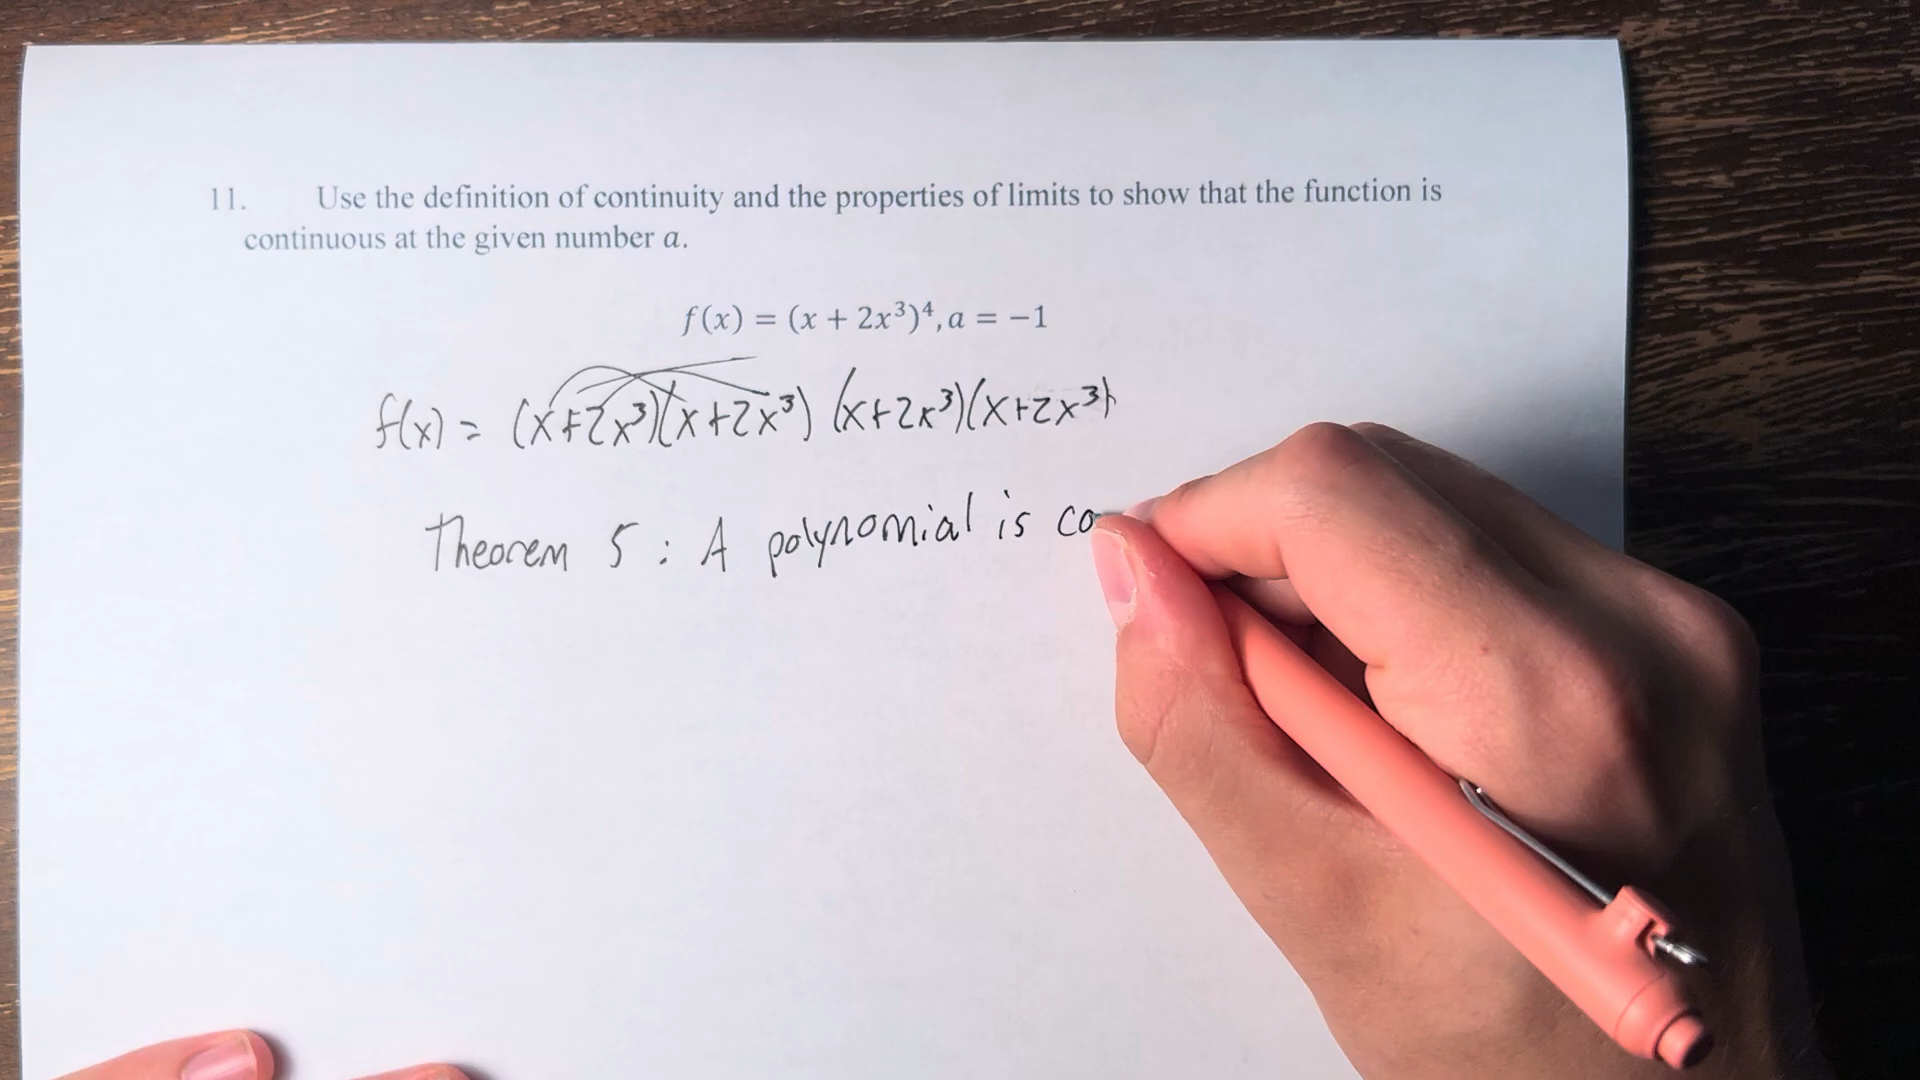 11. Use the definition of continuity and the properties of limits to show that the function is
continuous at the given number a.
f(x) = (x + 2x³)⁴, a = −1
f(x) = (x+2x³)(x+2x³) (x+2x³)(x+2x³)
Theorem 5 : A polynomial is co